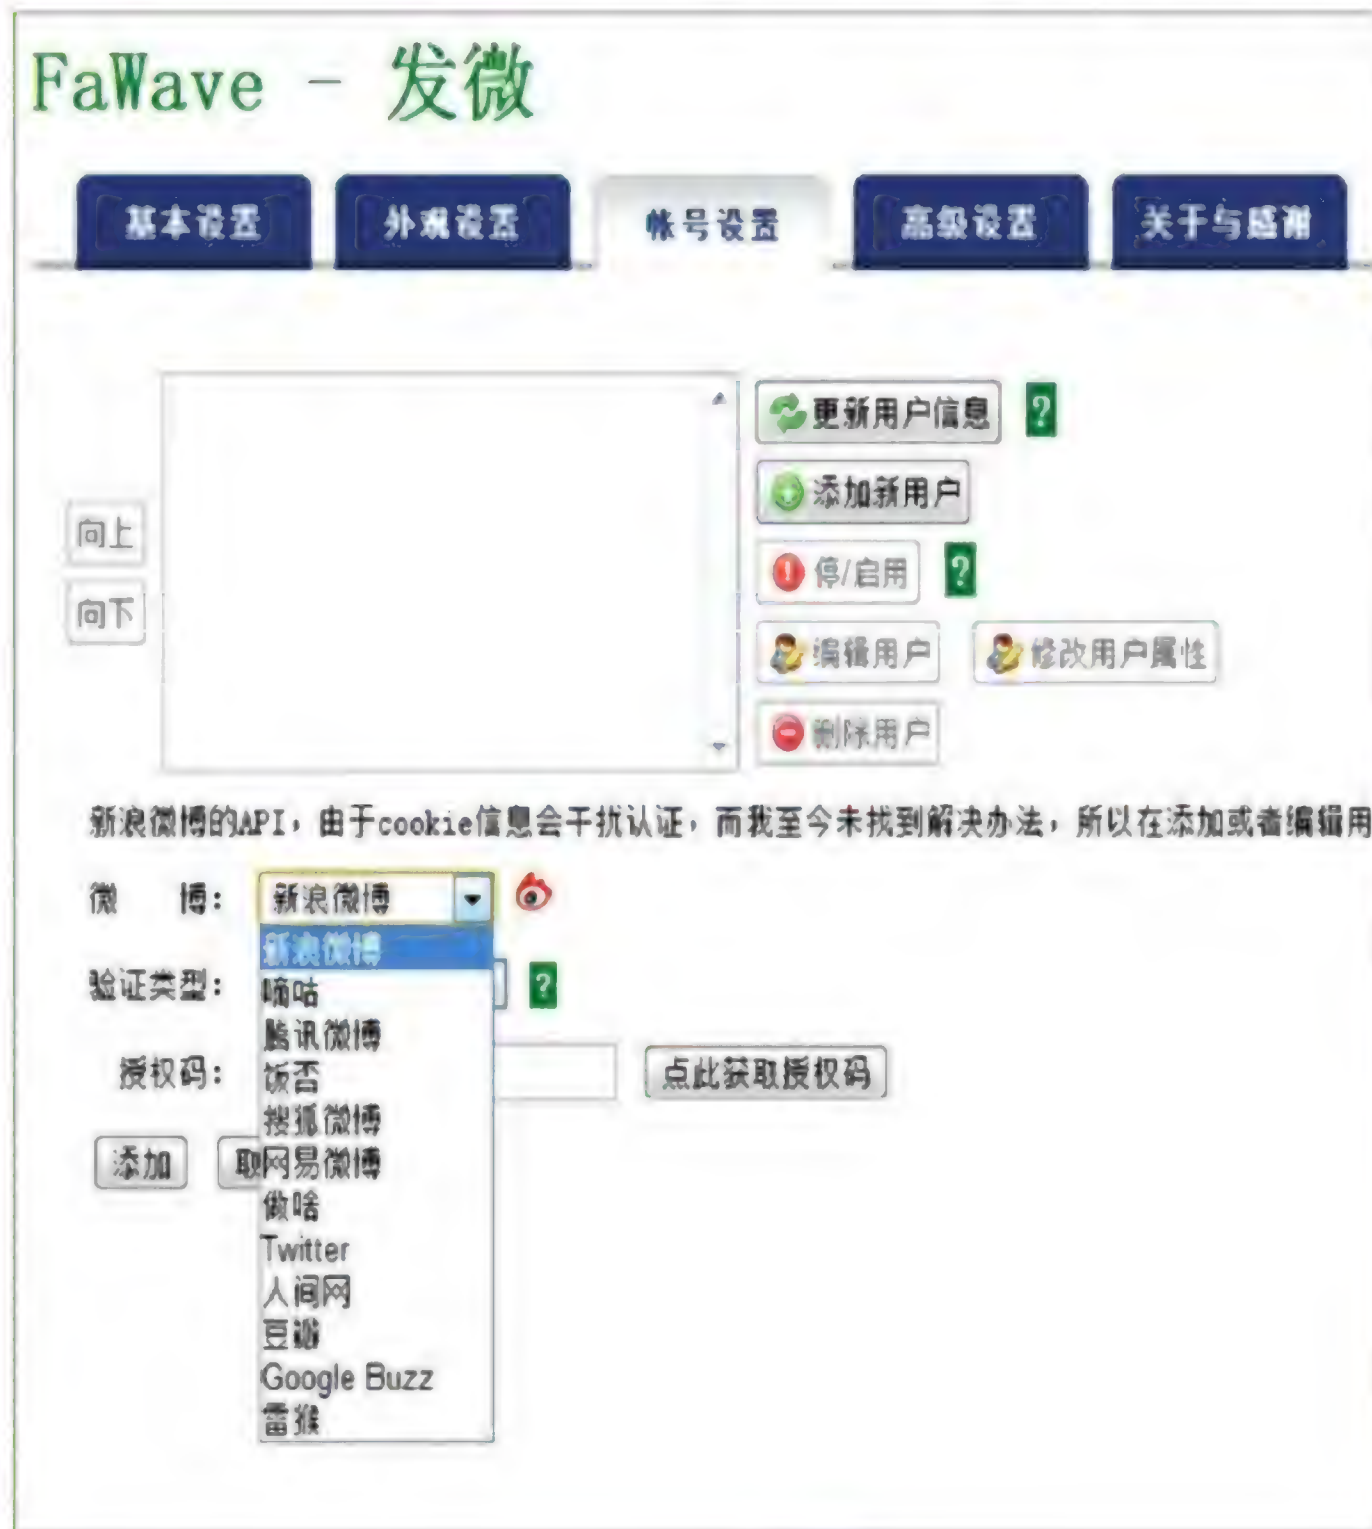 FaWave - 发微
基本设置 外观设置 帐号设置 高级设置 关于与感谢
更新用户信息 ?
添加新用户
向上
停/启用 ?
向下
编辑用户 修改用户属性
删除用户
新浪微博的API，由于cookie信息会干扰认证，而我至今未找到解决办法，所以在添加或者编辑用
微 博： 新浪微博
新浪微博
验证类型： ?
嘀咕
腾讯微博
授权码： 点此获取授权码
饭否
搜狐微博
添加 取
网易微博
做啥
Twitter
人间网
豆瓣
Google Buzz
雷猴